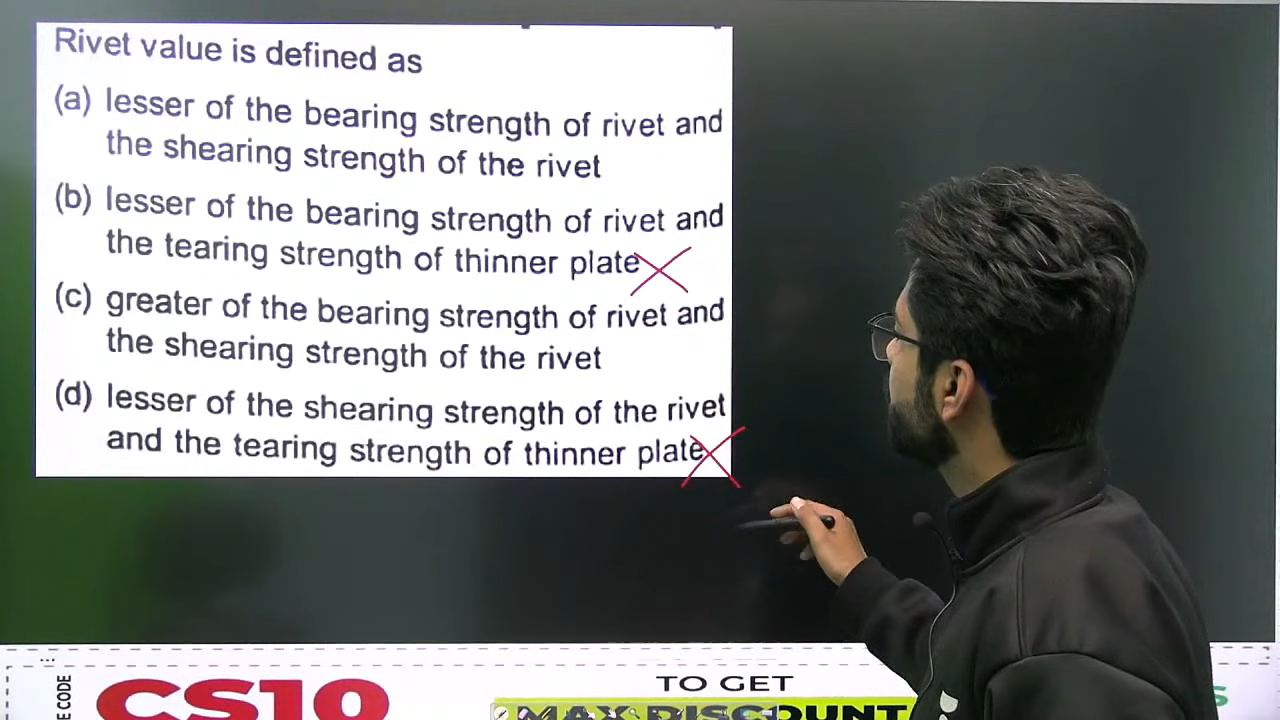 Rivet value is defined as
(a) lesser of the bearing strength of rivet and
the shearing strength of the rivet
(b) lesser of the bearing strength of rivet and
the tearing strength of thinner plate
(c) greater of the bearing strength of rivet and
the shearing strength of the rivet
(d) lesser of the shearing strength of the rivet
and the tearing strength of thinner plate
E CODE
CS10
TO GET
MAX DISCOUNT
S